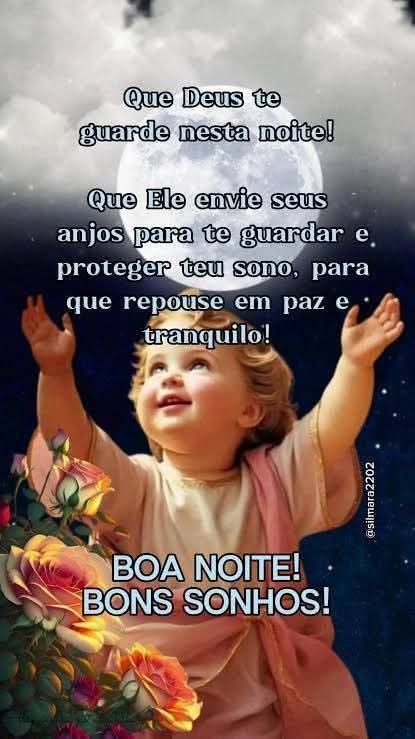 Que Deus te
guarde nesta noite!
Que Ele envie seus
anjos para te guardar e
proteger teu sono, para
que repouse em paz e
tranquilo!
@silmara2202
BOA NOITE!
BONS SONHOS!